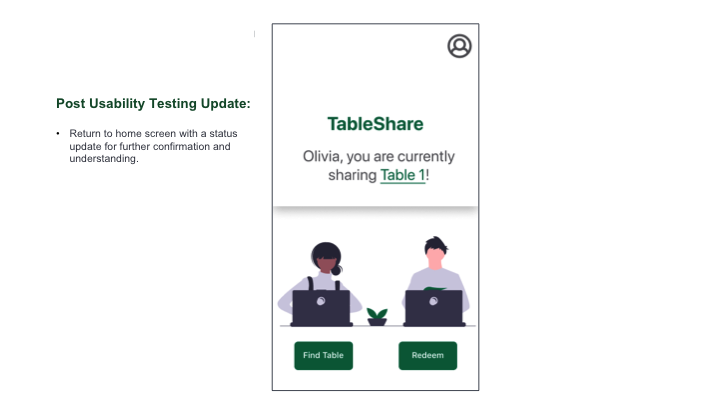 Post Usability Testing Update:
• Return to home screen with a status
update for further confirmation and
understanding.
TableShare
Olivia, you are currently
sharing Table 1!
Find Table
Redeem